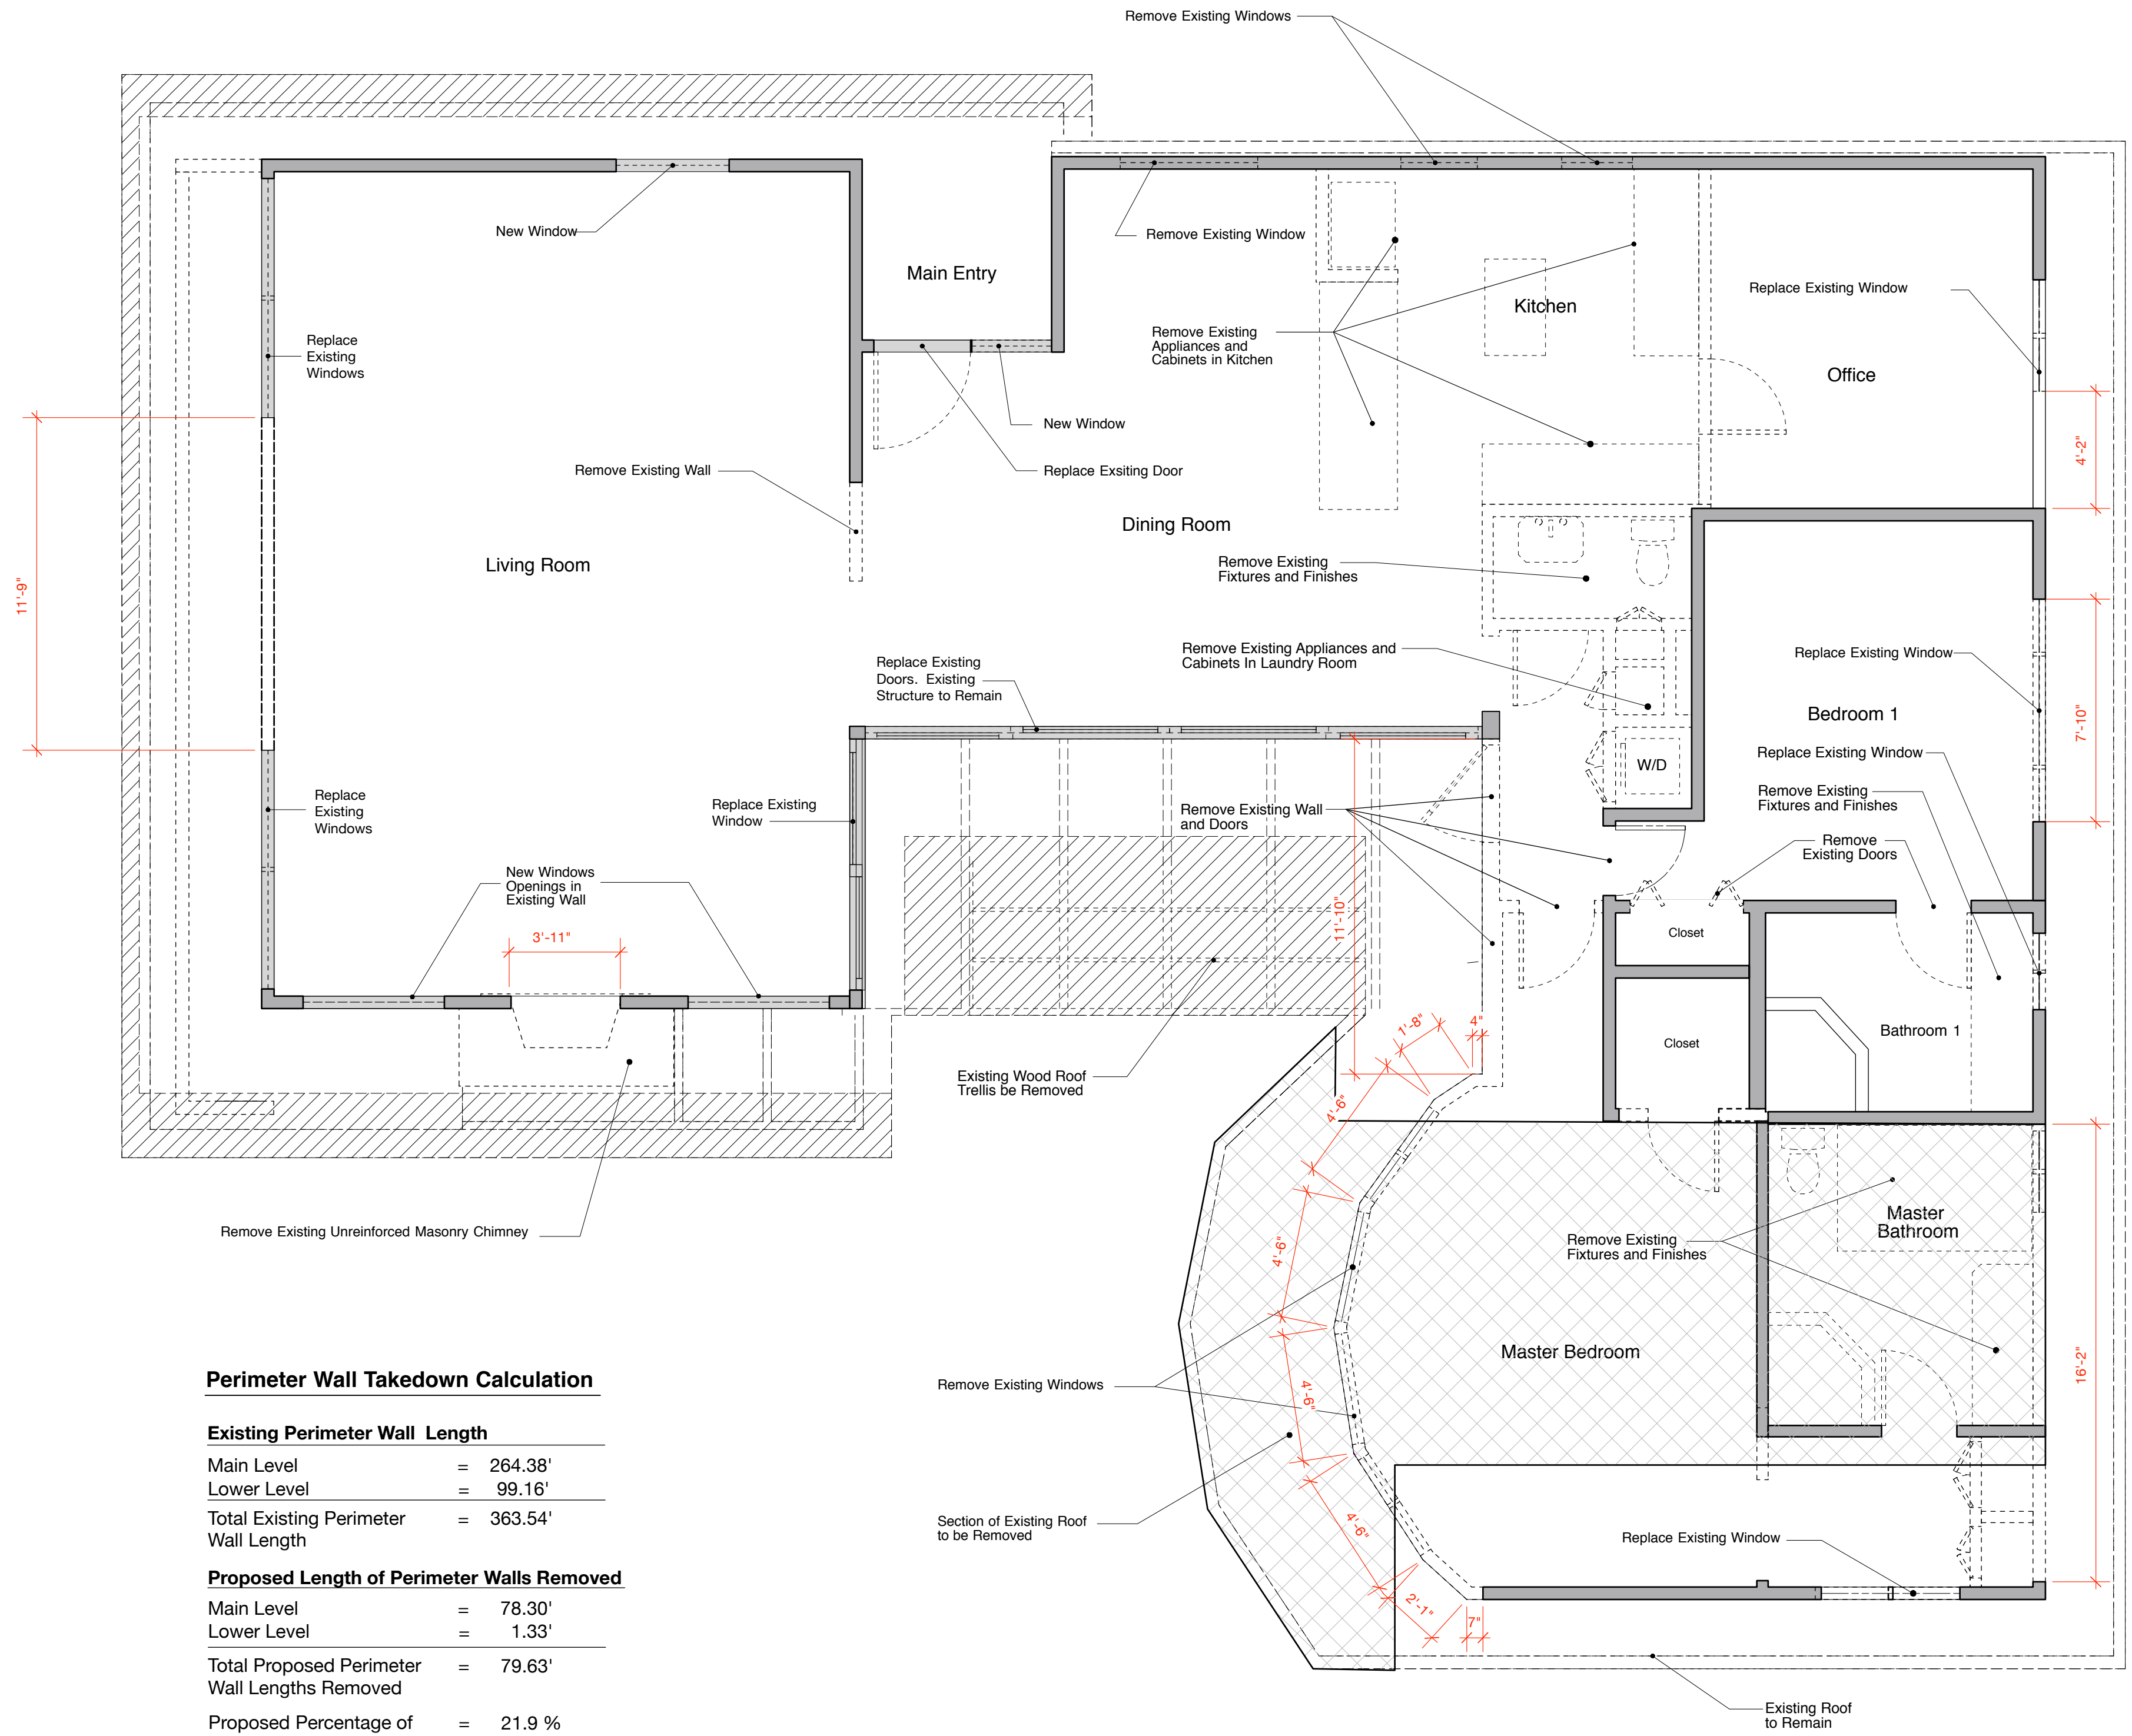 Remove Existing Windows
New Window
Main Entry
Remove Existing Window
Kitchen
Replace Existing Window
Replace
Existing
Windows
Remove Existing
Appliances and
Cabinets in Kitchen
Office
New Window
4'-2"
Remove Existing Wall
Replace Exsiting Door
Dining Room
Living Room
11'-9"
Remove Existing
Fixtures and Finishes
Remove Existing Appliances and
Cabinets In Laundry Room
Replace Existing Window
Replace Existing
Doors. Existing
Structure to Remain
Bedroom 1
7'-10"
W/D
Replace Existing Window
Replace
Existing
Windows
Replace Existing
Window
Remove Existing Wall
and Doors
Remove Existing
Fixtures and Finishes
Remove
Existing Doors
New Windows
Openings in
Existing Wall
3'-11"
11'-10"
Closet
Closet
Bathroom 1
1'-8"
4"
Existing Wood Roof
Trellis be Removed
4'-6"
Remove Existing Unreinforced Masonry Chimney
4'-6"
Remove Existing
Fixtures and Finishes
Master
Bathroom
Master Bedroom
16'-2"
Remove Existing Windows
4'-6"
Section of Existing Roof
to be Removed
4'-6"
Replace Existing Window
2'-1"
7"
Existing Roof
to Remain
Perimeter Wall Takedown Calculation
Existing Perimeter Wall Length
Main Level = 264.38'
Lower Level = 99.16'
Total Existing Perimeter = 363.54'
Wall Length
Proposed Length of Perimeter Walls Removed
Main Level = 78.30'
Lower Level = 1.33'
Total Proposed Perimeter = 79.63'
Wall Lengths Removed
Proposed Percentage of = 21.9 %